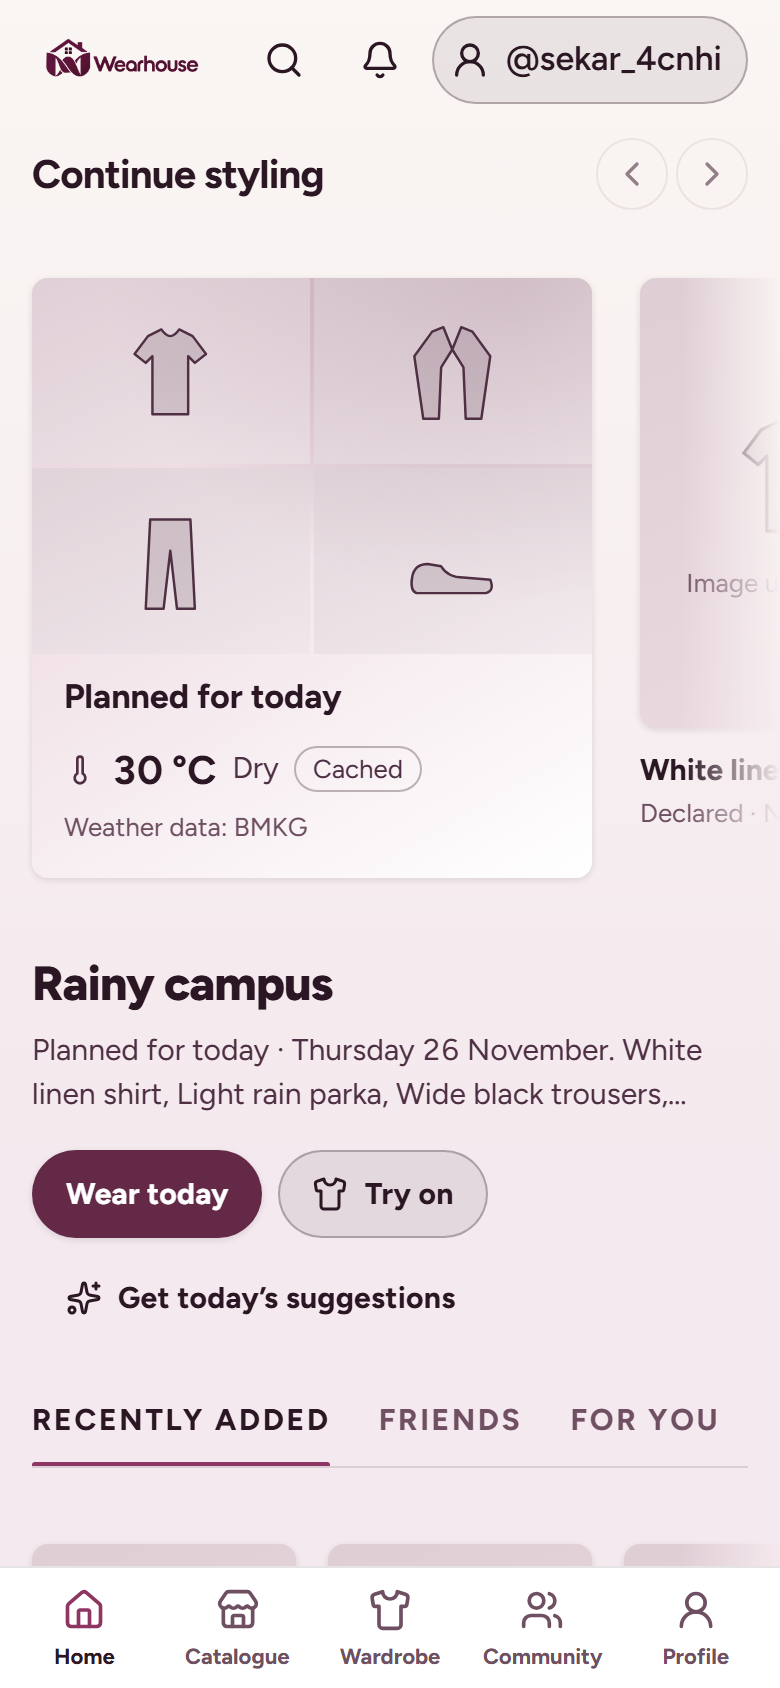 Wearhouse
@sekar_4cnhi
Continue styling
Image
Planned for today
30 °C Dry Cached
Weather data: BMKG
White line
Declared ·
Rainy campus
Planned for today · Thursday 26 November. White
linen shirt, Light rain parka, Wide black trousers,...
Wear today
Try on
Get today’s suggestions
RECENTLY ADDED FRIENDS FOR YOU
Home Catalogue Wardrobe Community Profile